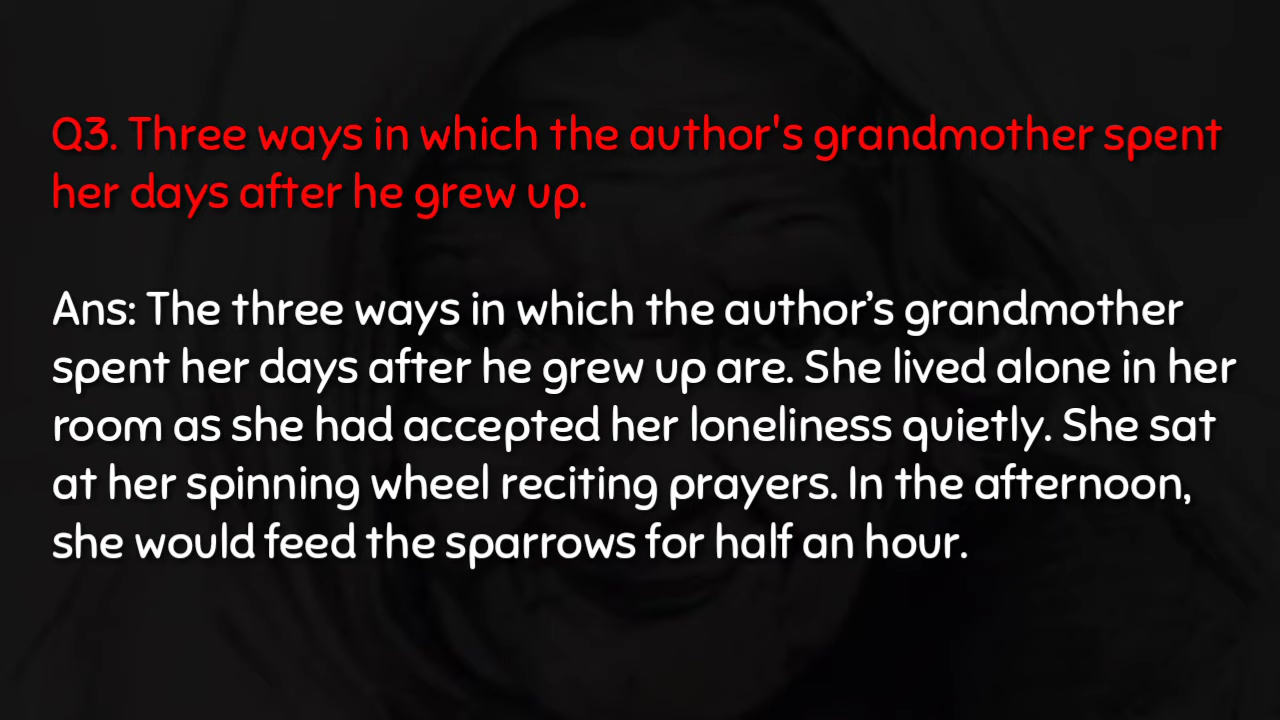 Q3. Three ways in which the author's grandmother spent
her days after he grew up.
Ans: The three ways in which the author’s grandmother
spent her days after he grew up are. She lived alone in her
room as she had accepted her loneliness quietly. She sat
at her spinning wheel reciting prayers. In the afternoon,
she would feed the sparrows for half an hour.